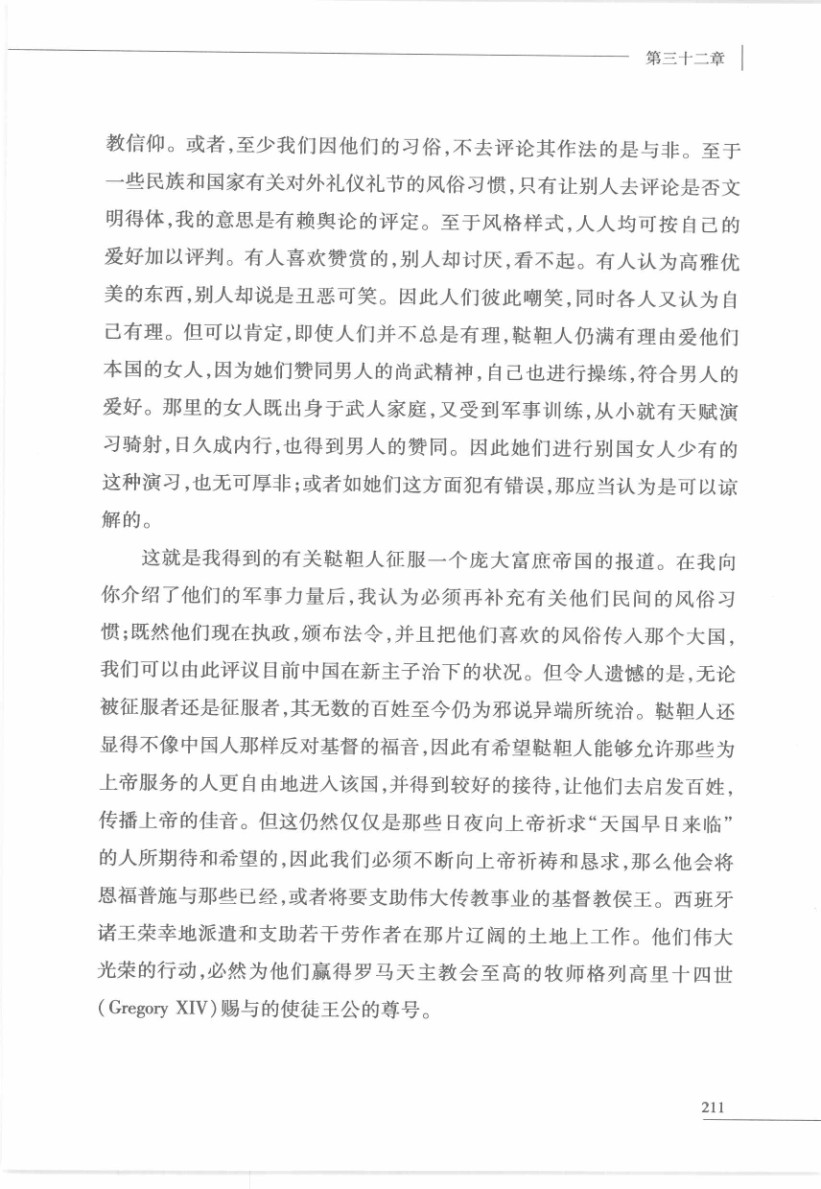 第三十二章
教信仰。或者,至少我们因他们的习俗,不去评论其作法的是与非。至于
一些民族和国家有关对外礼仪礼节的风俗习惯,只有让别人去评论是否文
明得体,我的意思是有赖舆论的评定。至于风格样式,人人均可按自己的
爱好加以评判。有人喜欢赞赏的,别人却讨厌,看不起。有人认为高雅优
美的东西,别人却说是丑恶可笑。因此人们彼此嘲笑,同时各人又认为自
己有理。但可以肯定,即使人们并不总是有理,鞑靼人仍满有理由爱他们
本国的女人,因为她们赞同男人的尚武精神,自己也进行操练,符合男人的
爱好。那里的女人既出身于武人家庭,又受到军事训练,从小就有天赋演
习骑射,日久成内行,也得到男人的赞同。因此她们进行别国女人少有的
这种演习,也无可厚非;或者如她们这方面犯有错误,那应当认为是可以谅
解的。
这就是我得到的有关鞑靼人征服一个庞大富庶帝国的报道。在我向
你介绍了他们的军事力量后,我认为必须再补充有关他们民间的风俗习
惯;既然他们现在执政,颁布法令,并且把他们喜欢的风俗传入那个大国,
我们可以由此评议目前中国在新主子治下的状况。但令人遗憾的是,无论
被征服者还是征服者,其无数的百姓至今仍为邪说异端所统治。鞑靼人还
显得不像中国人那样反对基督的福音,因此有希望鞑靼人能够允许那些为
上帝服务的人更自由地进入该国,并得到较好的接待,让他们去启发百姓,
传播上帝的佳音。但这仍然仅仅是那些日夜向上帝祈求“天国早日来临”
的人所期待和希望的,因此我们必须不断向上帝祈祷和恳求,那么他会将
恩福普施与那些已经,或者将要支助伟大传教事业的基督教侯王。西班牙
诸王荣幸地派遣和支助若干劳作者在那片辽阔的土地上工作。他们伟大
光荣的行动,必然为他们赢得罗马天主教会至高的牧师格列高里十四世
(Gregory XIV)赐与的使徒王公的尊号。
211